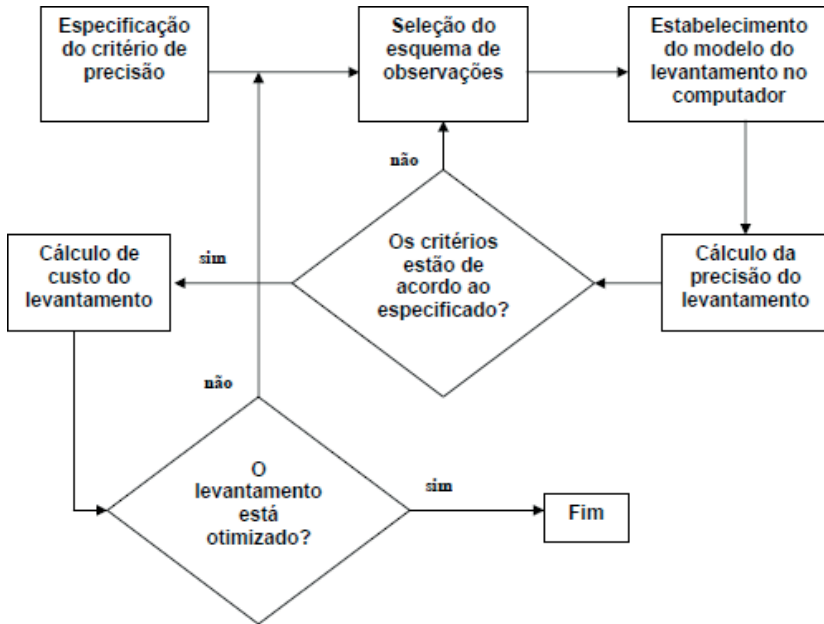 Especificação
do critério de
precisão
Seleção do
esquema de
observações
Estabelecimento
do modelo do
levantamento no
computador
não
Os critérios
estão de
acordo ao
especificado?
Cálculo da
precisão do
levantamento
sim
Cálculo de
custo do
levantamento
não
O
levantamento
está
otimizado?
sim
Fim